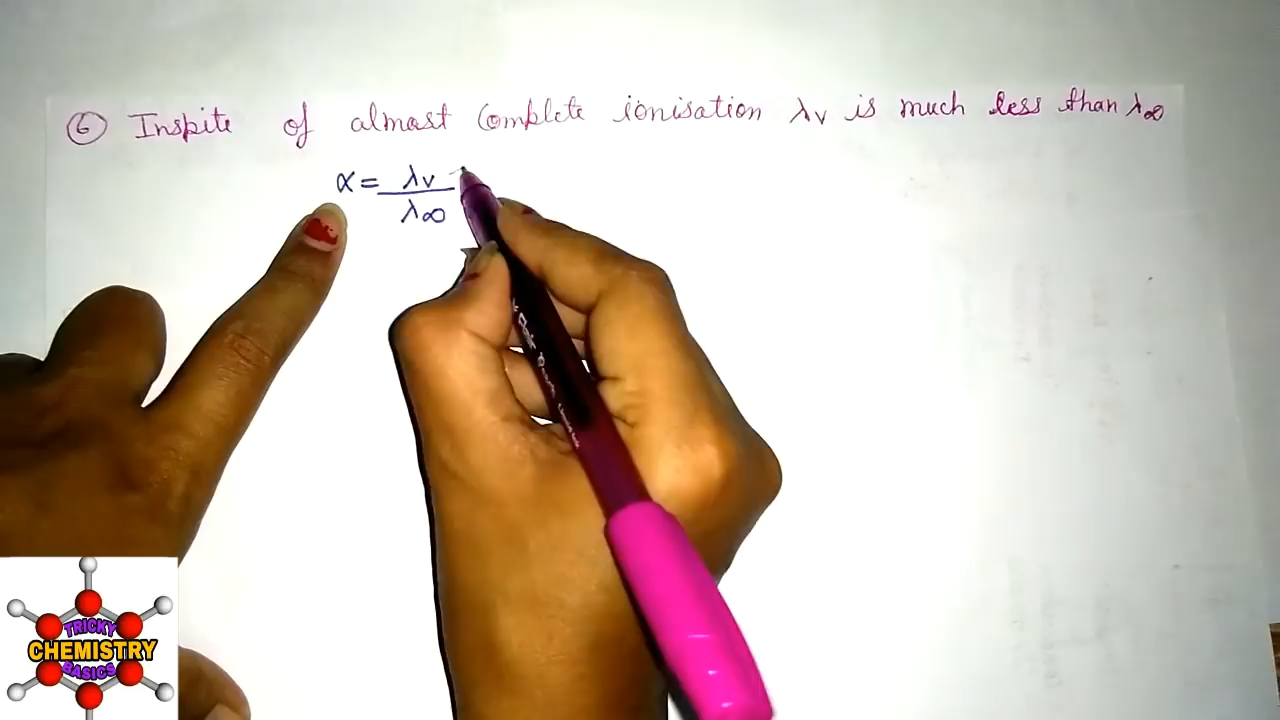 ⑥ Inspite of almost Complete ionisation λv is much less than λ∞
α = λv
λ∞
TRICKY
CHEMISTRY
BASICS